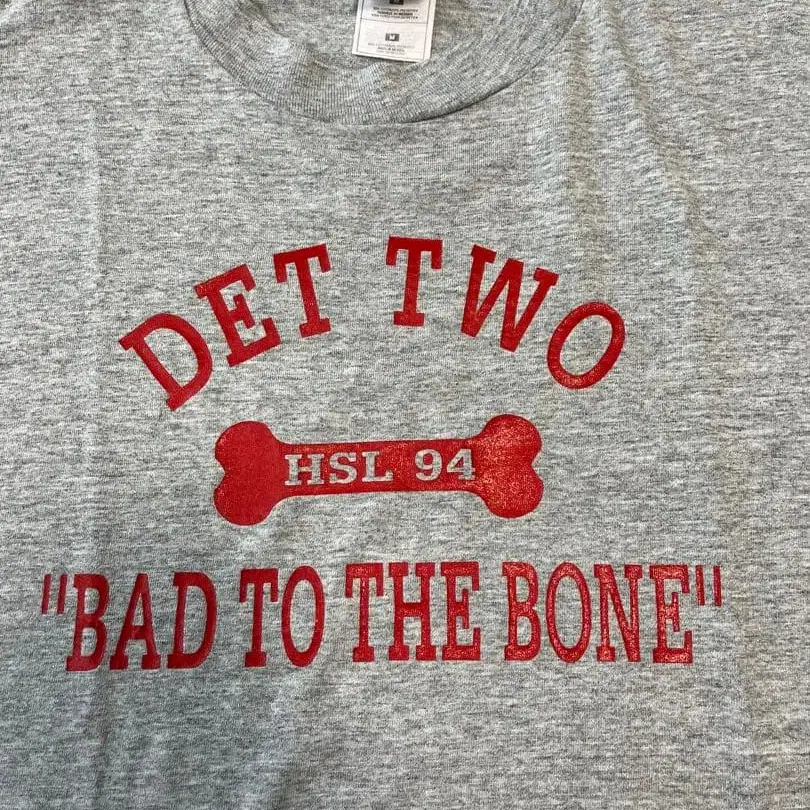 M
DET TWO
HSL 94
"BAD TO THE BONE"